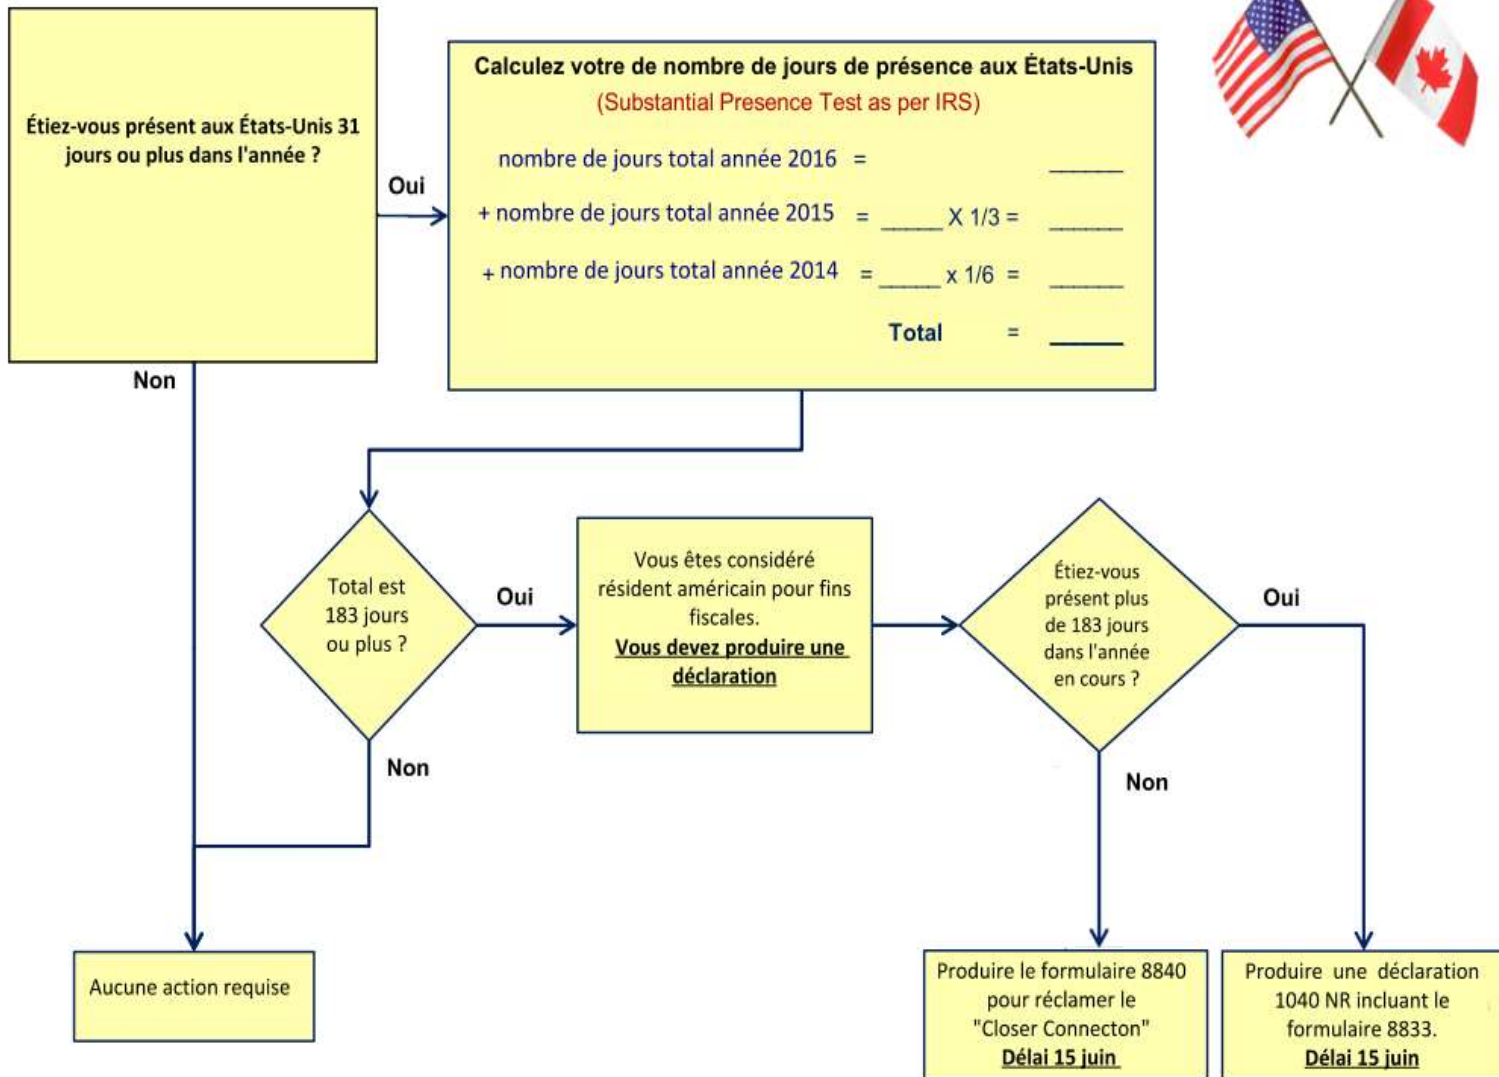 Étiez-vous présent aux États-Unis 31
jours ou plus dans l'année ?
Oui
Non
Calculez votre de nombre de jours de présence aux États-Unis
(Substantial Presence Test as per IRS)
nombre de jours total année 2016 = ______
+ nombre de jours total année 2015 = _____ X 1/3 = ______
+ nombre de jours total année 2014 = _____ x 1/6 = ______
Total = ______
Total est
183 jours
ou plus ?
Oui
Non
Vous êtes considéré
résident américain pour fins
fiscales.
Vous devez produire une
déclaration
Étiez-vous
présent plus
de 183 jours
dans l'année
en cours ?
Oui
Non
Aucune action requise
Produire le formulaire 8840
pour réclamer le
"Closer Connecton"
Délai 15 juin
Produire une déclaration
1040 NR incluant le
formulaire 8833.
Délai 15 juin